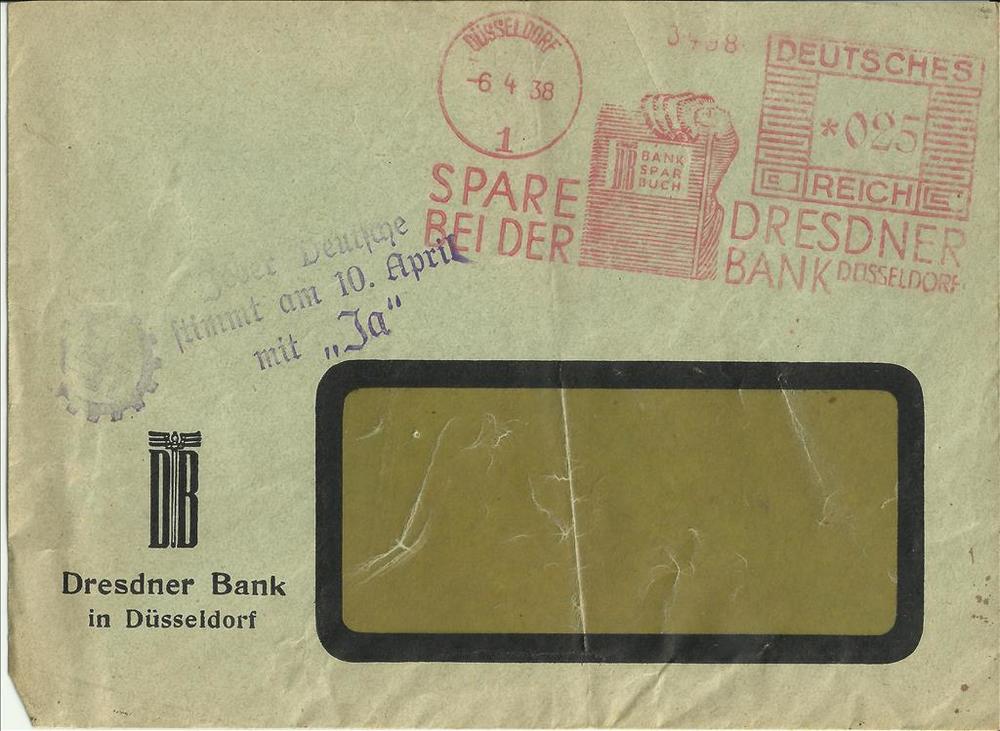 DÜSSELDORF
-6 4 38
1
DEUTSCHES
*025
REICH
BANK
SPAR
BUCH
SPARE
BEI DER
DRESDNER
BANK DÜSSELDORF
Jeder Deutsche
stimmt am 10. April
mit „Ja"
DB
Dresdner Bank
in Düsseldorf